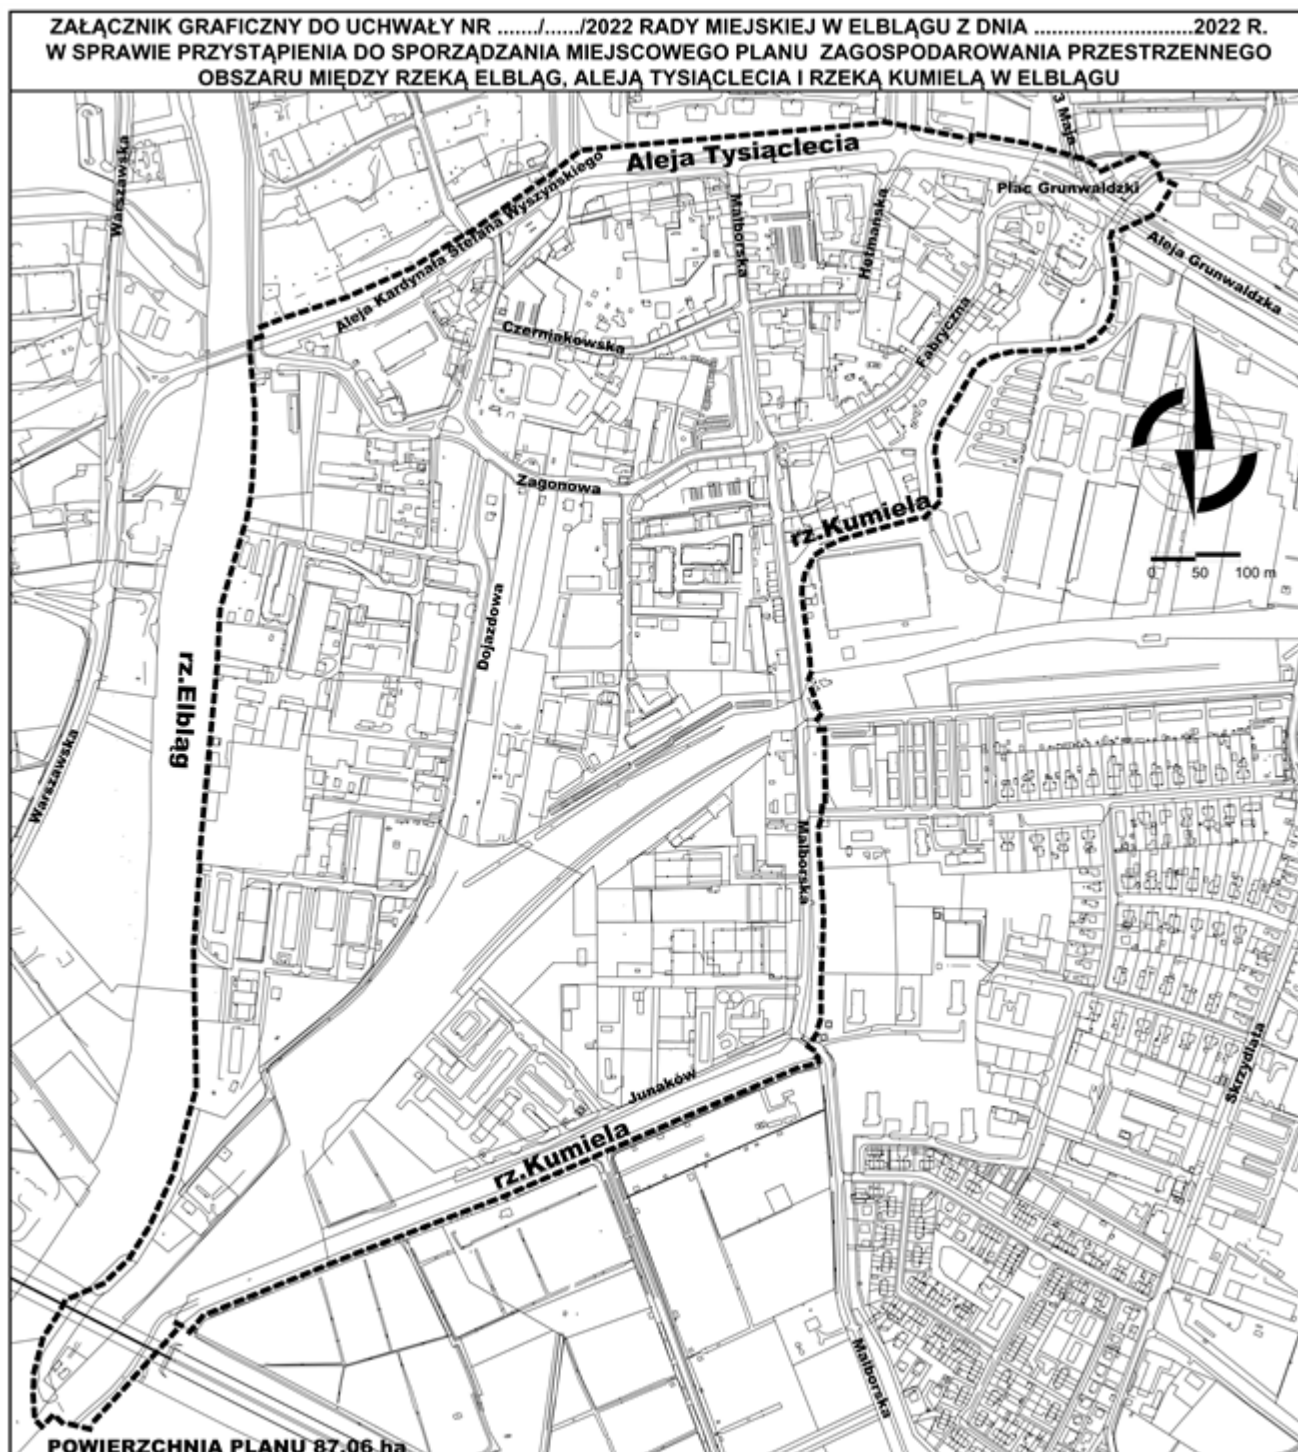 ZAŁĄCZNIK GRAFICZNY DO UCHWAŁY NR ......./....../2022 RADY MIEJSKIEJ W ELBLĄGU Z DNIA ............................2022 R.
W SPRAWIE PRZYSTĄPIENIA DO SPORZĄDZANIA MIEJSCOWEGO PLANU ZAGOSPODAROWANIA PRZESTRZENNEGO
OBSZARU MIĘDZY RZEKĄ ELBLĄG, ALEJĄ TYSIĄCLECIA I RZEKĄ KUMIELĄ W ELBLĄGU
3 Maja
Warszawska
Aleja Tysiąclecia
Aleja Kardynała Stefana Wyszyńskiego
Plac Grunwaldzki
Malborska
Hetmańska
Aleja Grunwaldzka
Czerniakowska
Fabryczna
Zagonowa
rz.Kumiela
0 50 100 m
Dojazdowa
rz.Elbląg
Warszawska
Malborska
Skrzydlata
Junaków
rz.Kumiela
Malborska
POWIERZCHNIA PLANU 87,06 ha